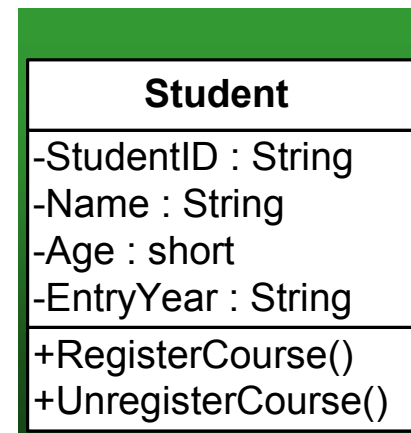 Student
-StudentID : String
-Name : String
-Age : short
-EntryYear : String
+RegisterCourse()
+UnregisterCourse()